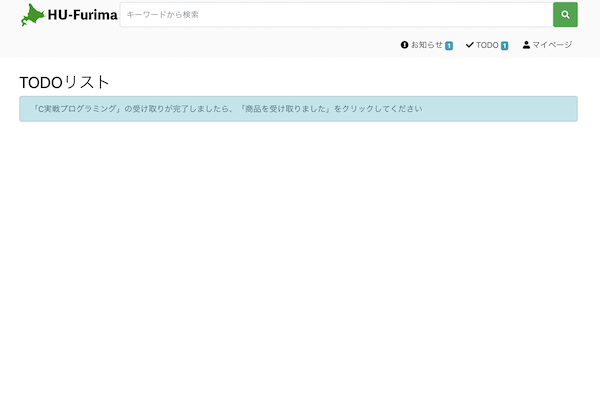 HU-Furima
キーワードから検索
お知らせ 1
TODO 1
マイページ
TODOリスト
「C実戦プログラミング」の受け取りが完了しましたら、「商品を受け取りました」をクリックしてください